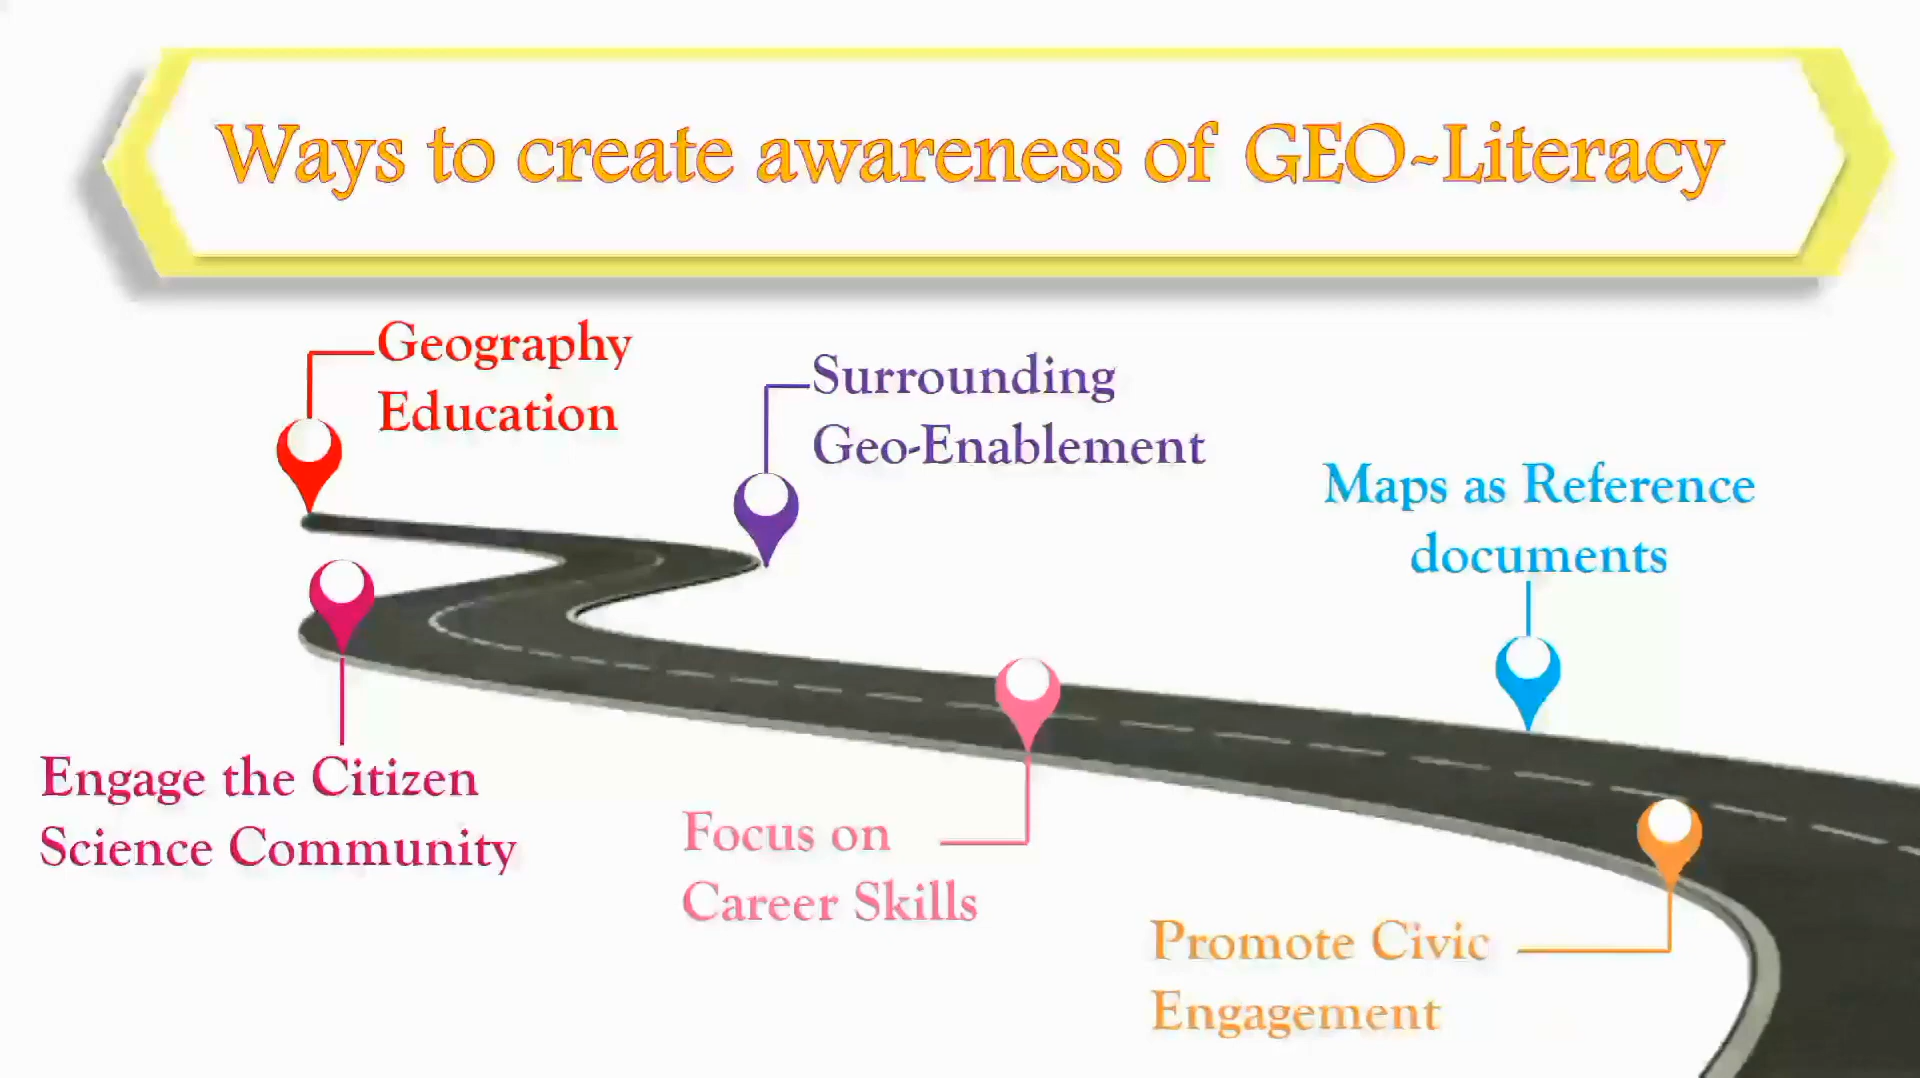 Ways to create awareness of GEO~Literacy
Geography
Education
Surrounding
Geo-Enablement
Maps as Reference
documents
Engage the Citizen
Science Community
Focus on
Career Skills
Promote Civic
Engagement